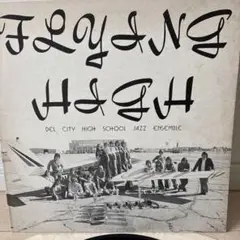 FLYING
HIGH
DEL CITY HIGH SCHOOL JAZZ ENSEMBLE